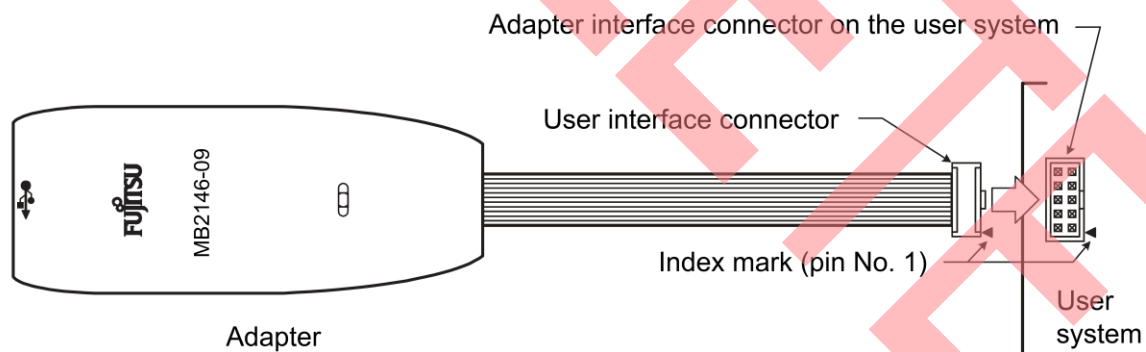 Adapter interface connector on the user system
User interface connector
FUJITSU
MB2146-09
Index mark (pin No. 1)
Adapter
User
system